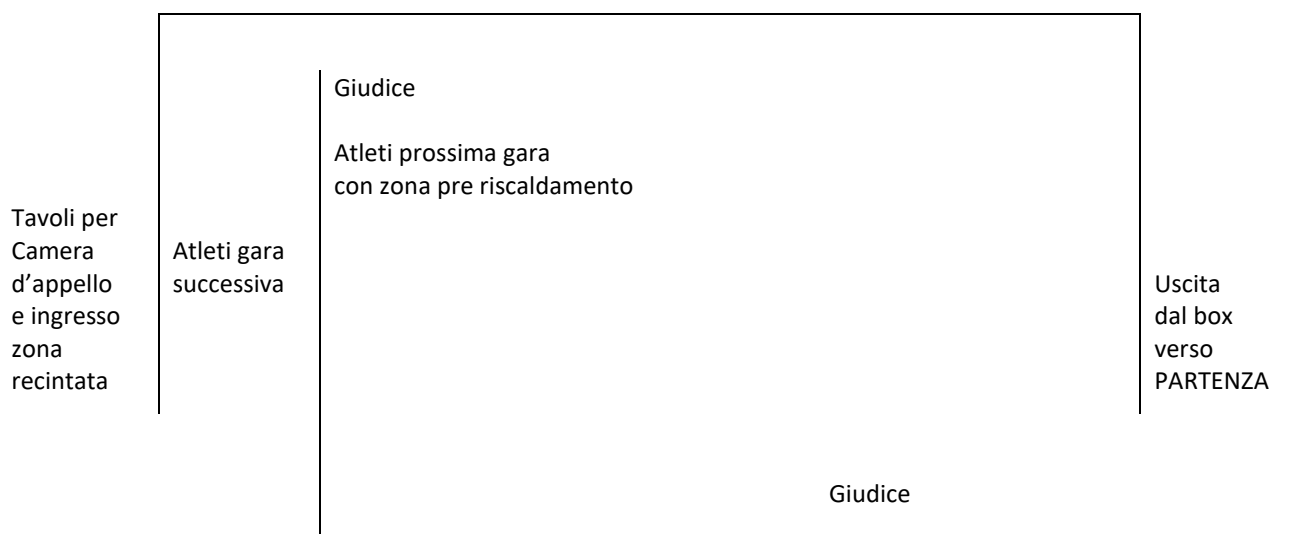 Tavoli per
Camera
d’appello
e ingresso
zona
recintata
Atleti gara
successiva
Giudice
Atleti prossima gara
con zona pre riscaldamento
Giudice
Uscita
dal box
verso
PARTENZA